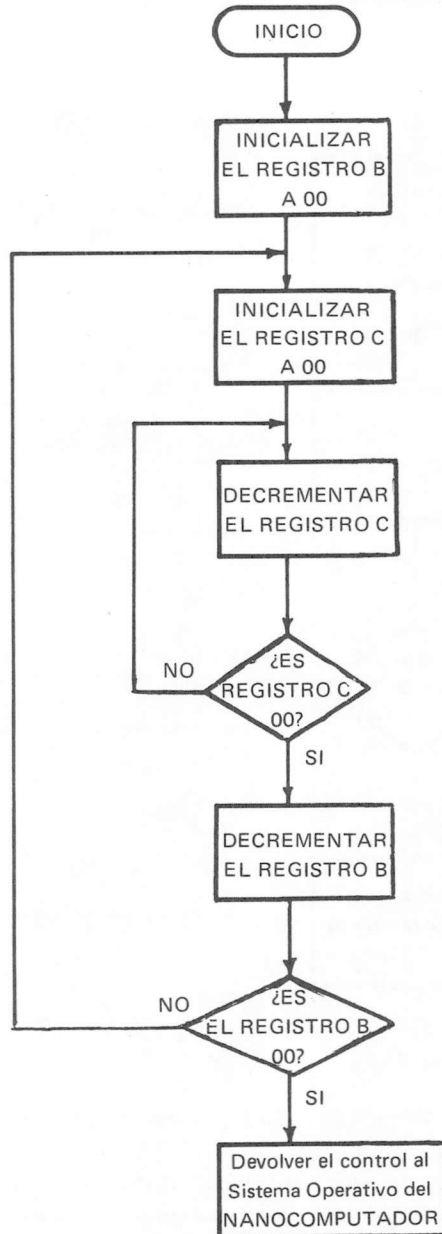 INICIO
INICIALIZAR
EL REGISTRO B
A 00
INICIALIZAR
EL REGISTRO C
A 00
DECREMENTAR
EL REGISTRO C
¿ES
REGISTRO C
00?
NO
SI
DECREMENTAR
EL REGISTRO B
¿ES
EL REGISTRO B
00?
NO
SI
Devolver el control al
Sistema Operativo del
NANOCOMPUTADOR